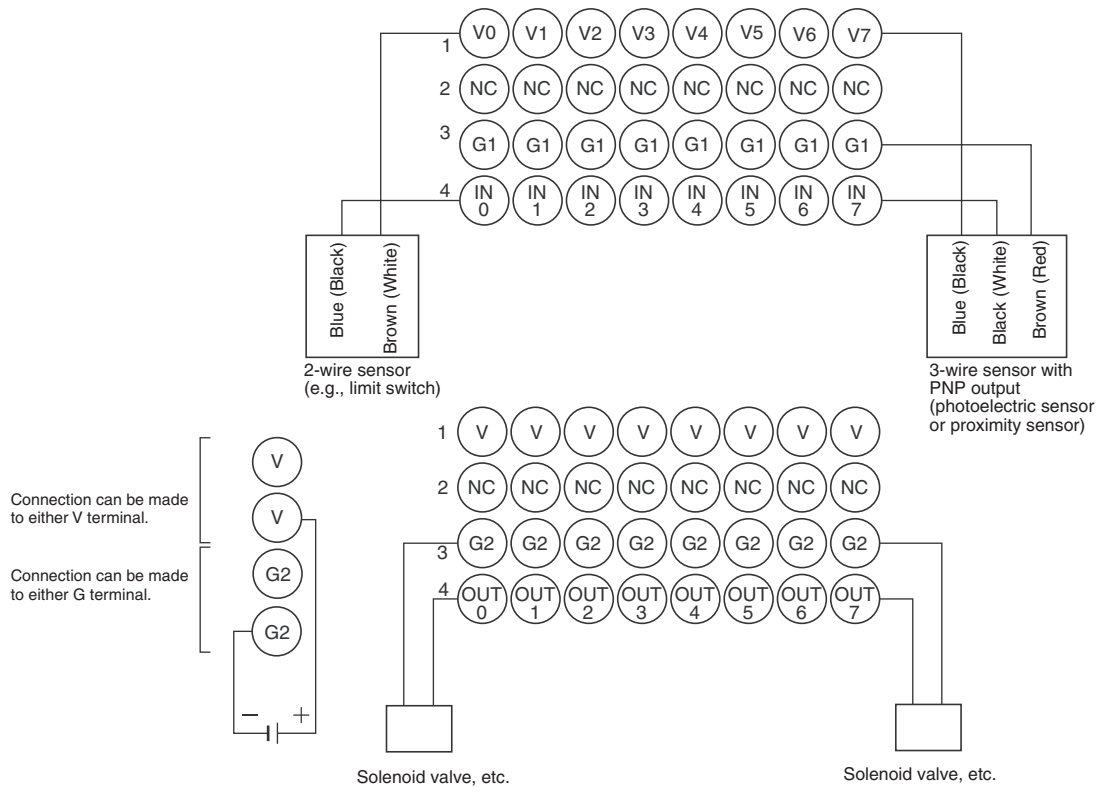 1 V0 V1 V2 V3 V4 V5 V6 V7
2 NC NC NC NC NC NC NC NC
3 G1 G1 G1 G1 G1 G1 G1 G1
4 IN 0 IN 1 IN 2 IN 3 IN 4 IN 5 IN 6 IN 7
Blue (Black)
Brown (White)
2-wire sensor
(e.g., limit switch)
Blue (Black)
Black (White)
Brown (Red)
3-wire sensor with
PNP output
(photoelectric sensor
or proximity sensor)
Connection can be made
to either V terminal.
Connection can be made
to either G terminal.
V
V
G2
G2
− +
1 V V V V V V V V
2 NC NC NC NC NC NC NC NC
3 G2 G2 G2 G2 G2 G2 G2 G2
4 OUT 0 OUT 1 OUT 2 OUT 3 OUT 4 OUT 5 OUT 6 OUT 7
Solenoid valve, etc.
Solenoid valve, etc.